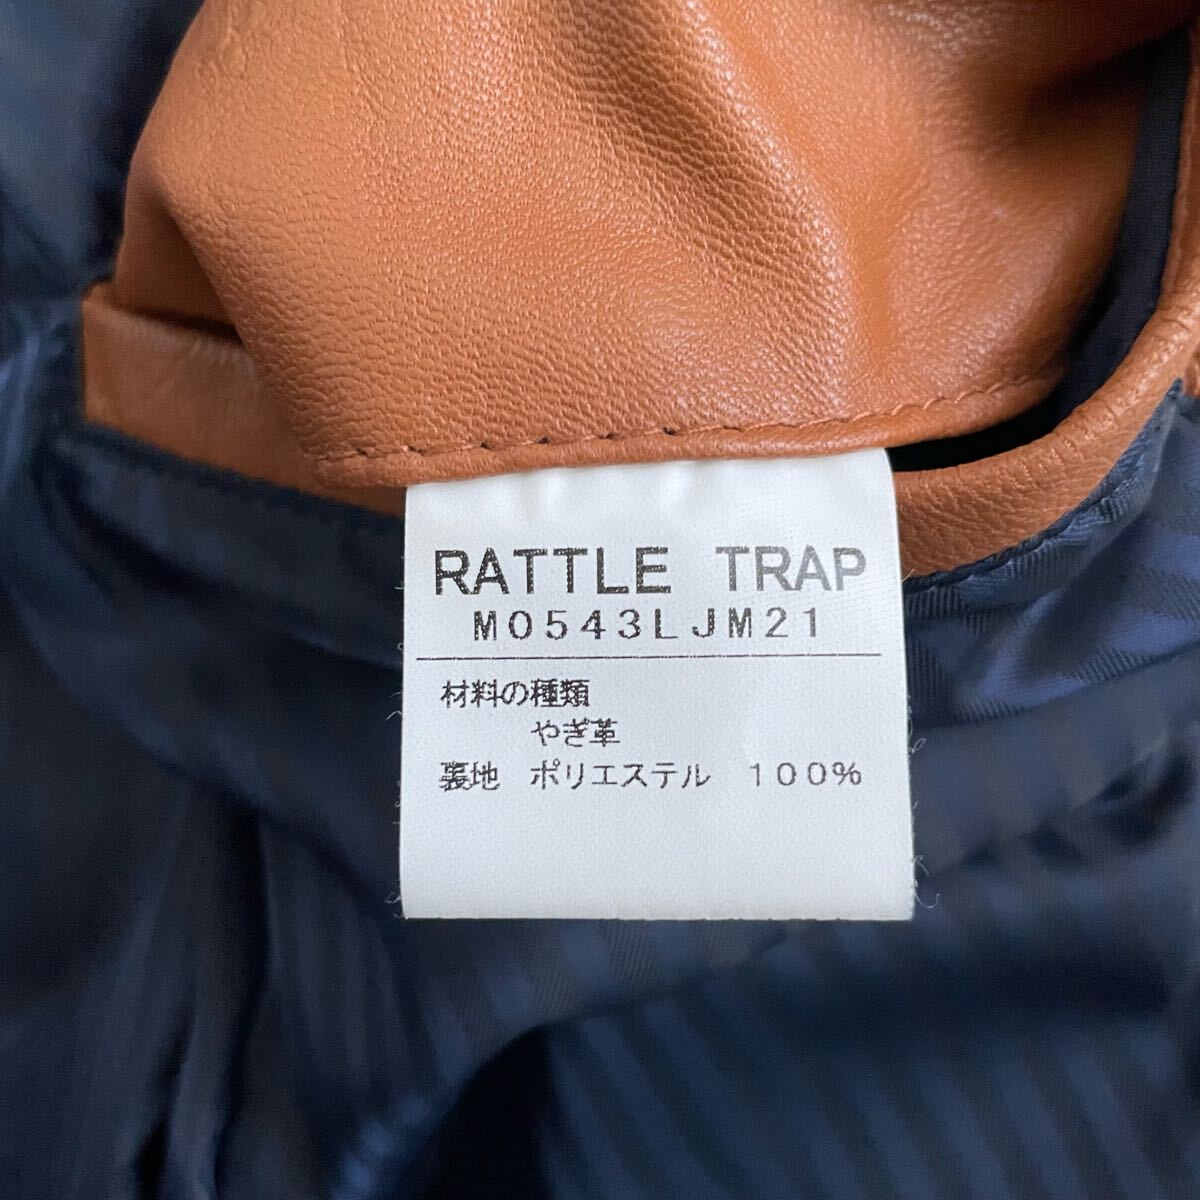 RATTLE TRAP
M0543LJM21
材料の種類
やぎ革
裏地 ポリエステル 100%